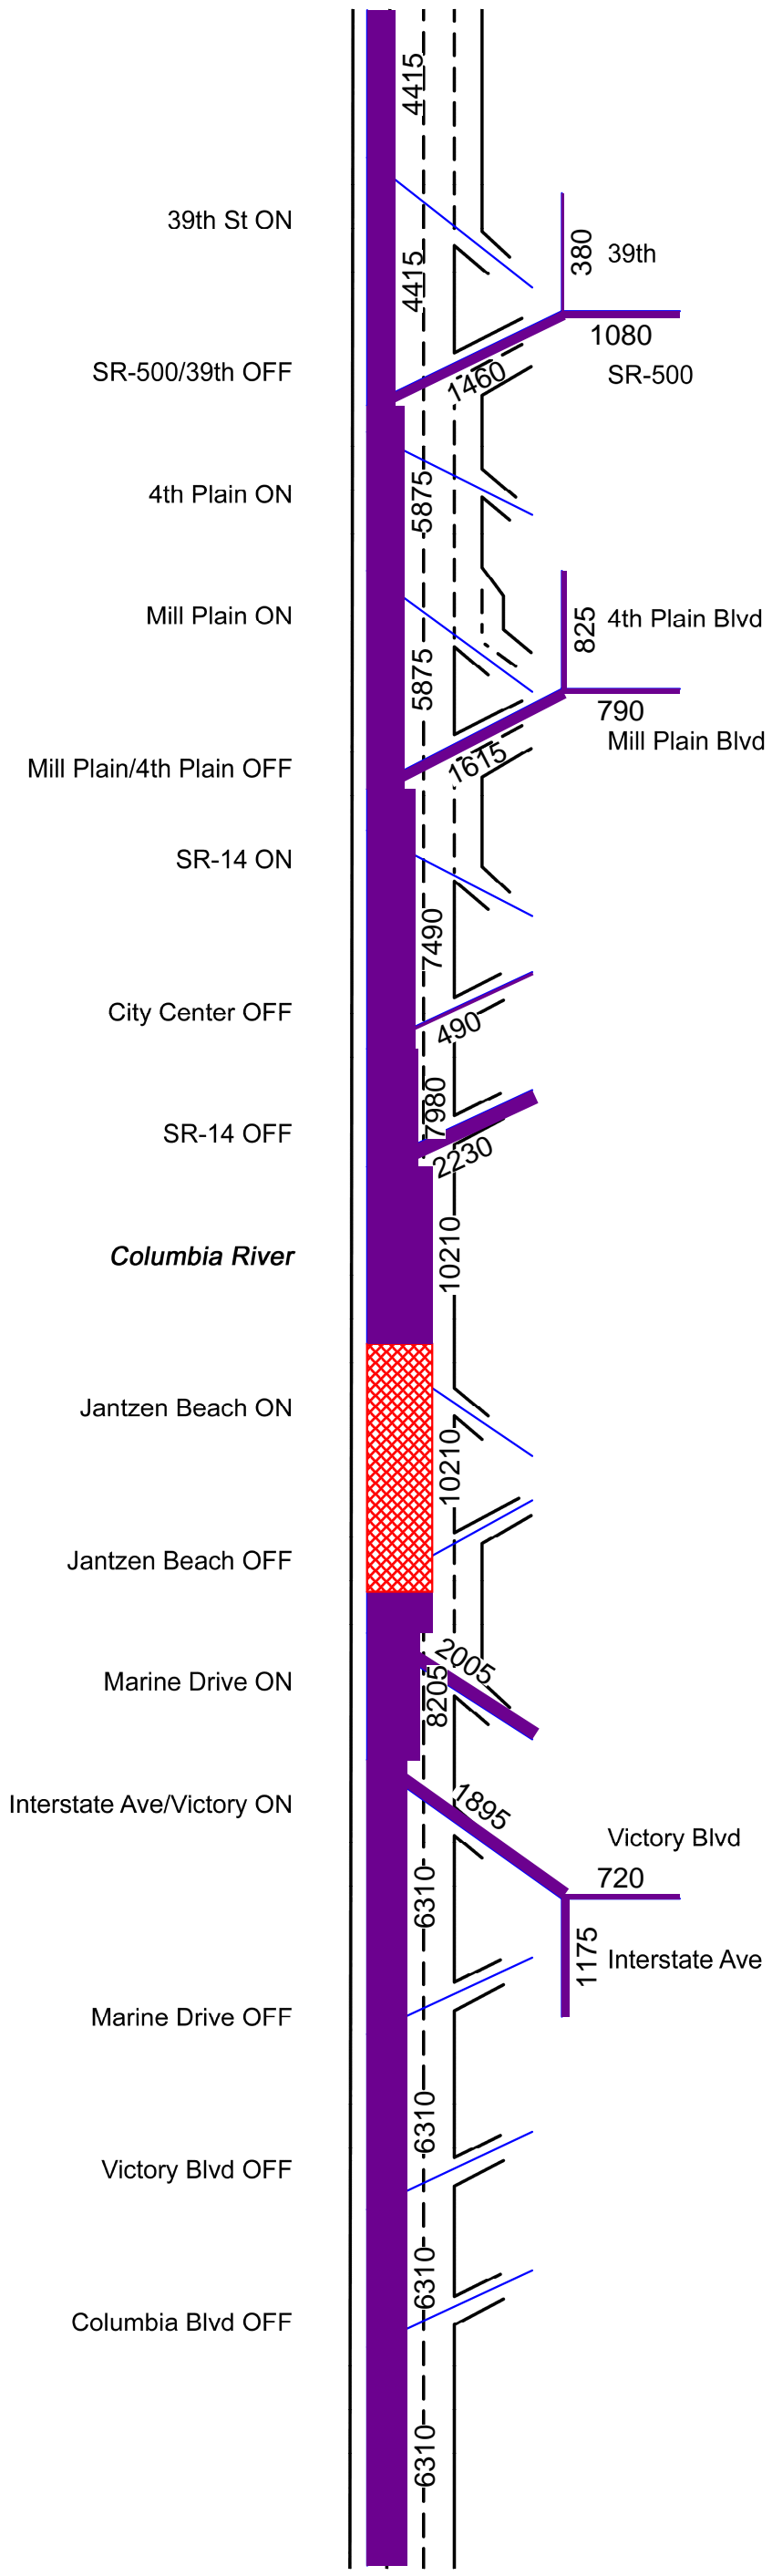 4415
39th St ON
380
39th
4415
1080
SR-500/39th OFF
1460
SR-500
4th Plain ON
5875
Mill Plain ON
825
4th Plain Blvd
5875
790
Mill Plain Blvd
Mill Plain/4th Plain OFF
1615
SR-14 ON
7490
City Center OFF
490
7980
SR-14 OFF
2230
Columbia River
10210
Jantzen Beach ON
10210
Jantzen Beach OFF
2005
Marine Drive ON
8205
Interstate Ave/Victory ON
1895
Victory Blvd
720
6310
1175
Interstate Ave
Marine Drive OFF
6310
Victory Blvd OFF
6310
Columbia Blvd OFF
6310